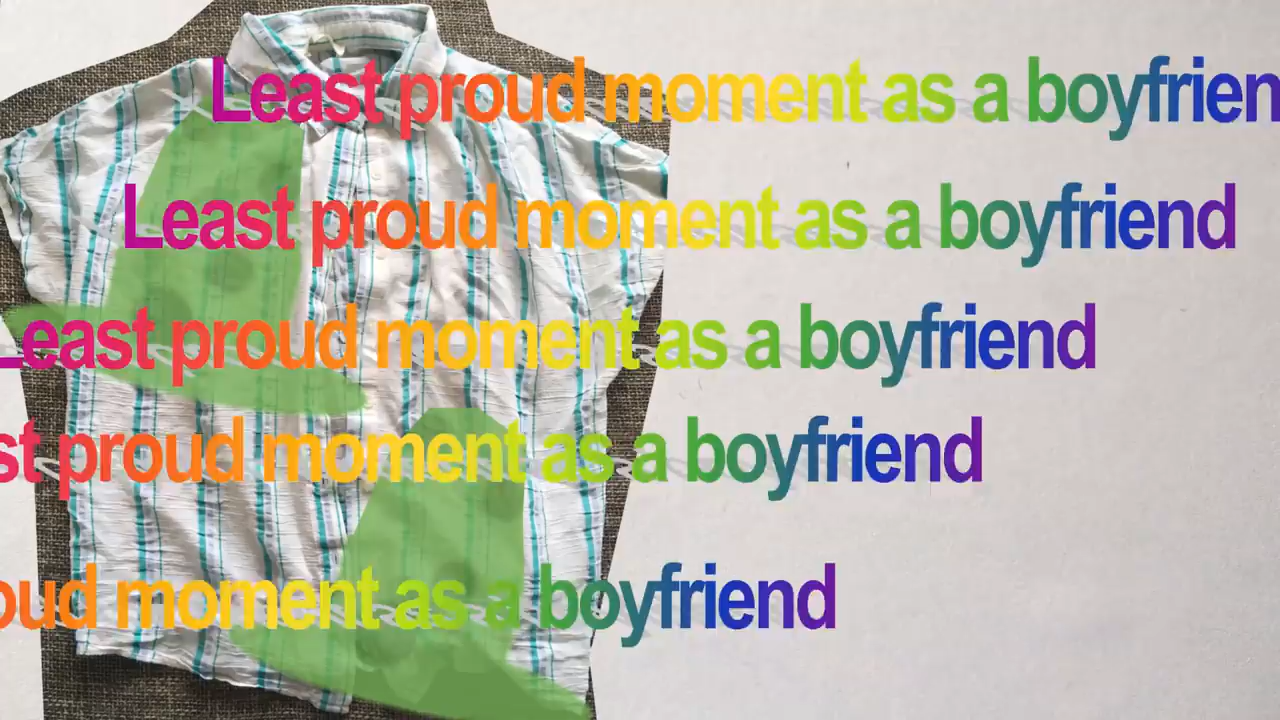 Least proud moment as a boyfrien
Least proud moment as a boyfriend
Least proud moment as a boyfriend
st proud moment as a boyfriend
oud moment as a boyfriend